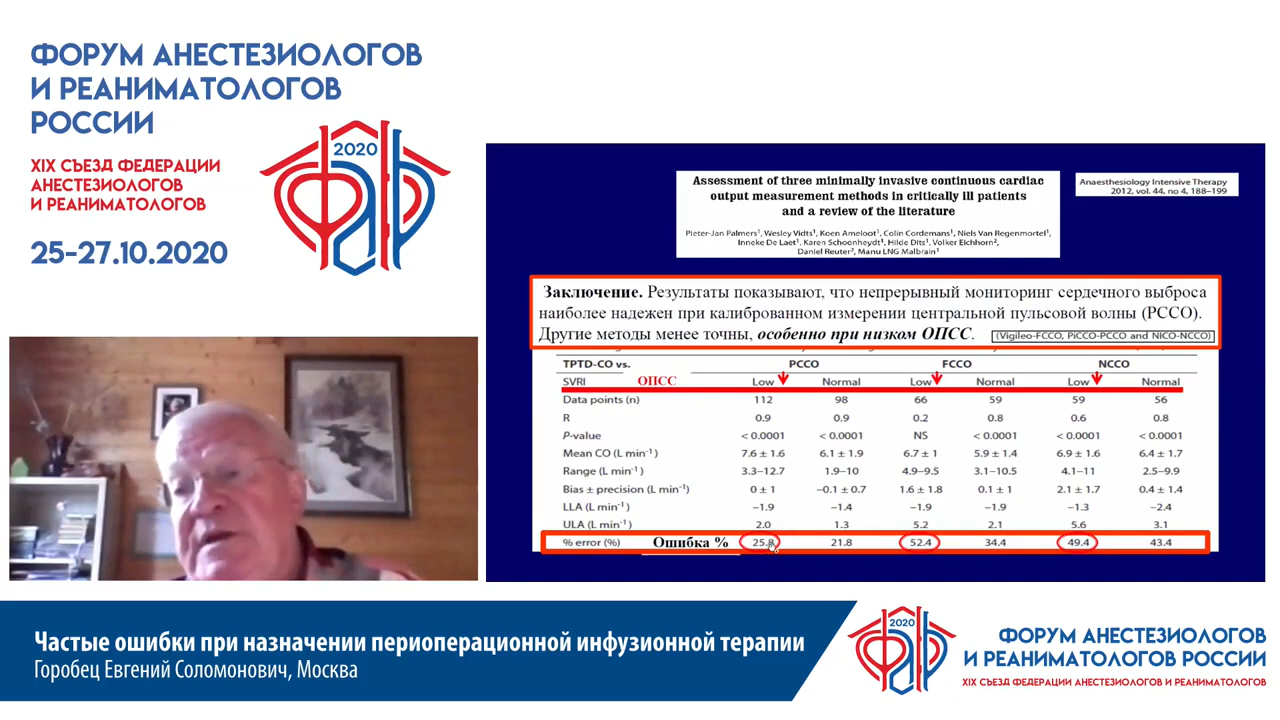 ФОРУМ АНЕСТЕЗИОЛОГОВ
И РЕАНИМАТОЛОГОВ
РОССИИ
XIX СЪЕЗД ФЕДЕРАЦИИ
АНЕСТЕЗИОЛОГОВ
И РЕАНИМАТОЛОГОВ
25-27.10.2020
2020
Assessment of three minimally invasive continuous cardiac
output measurement methods in critically ill patients
and a review of the literature
Pieter-Jan Palmers¹, Wesley Vidts¹, Koen Ameloot¹, Colin Cordemans¹, Niels Van Regenmortel¹,
Inneke De Laet¹, Karen Schoonheydt¹, Hilde Dits¹, Volker Eichhorn²,
Daniel Reuter², Manu LNG Malbrain¹
Anaesthesiology Intensive Therapy
2012, vol. 44, no 4, 188–199
Заключение. Результаты показывают, что непрерывный мониторинг сердечного выброса
наиболее надежен при калиброванном измерении центральной пульсовой волны (PCCO).
Другие методы менее точны, особенно при низком ОПСС.
(Vigileo-FCCO, PiCCO-PCCO and NICO-NCCO)
TPTD-CO vs. PCCO FCCO NCCO
SVRI ОПСС Low Normal Low Normal Low Normal
Data points (n) 112 98 66 59 59 56
R 0.9 0.9 0.2 0.8 0.6 0.8
P-value < 0.0001 < 0.0001 NS < 0.0001 < 0.0001 < 0.0001
Mean CO (L min⁻¹) 7.6 ± 1.6 6.1 ± 1.9 6.7 ± 1 5.9 ± 1.4 6.9 ± 1.6 6.4 ± 1.7
Range (L min⁻¹) 3.3–12.7 1.9–10 4.9–9.5 3.1–10.5 4.1–11 2.5–9.9
Bias ± precision (L min⁻¹) 0 ± 1 −0.1 ± 0.7 1.6 ± 1.8 0.1 ± 1 2.1 ± 1.7 0.4 ± 1.4
LLA (L min⁻¹) −1.9 −1.4 −1.9 −1.9 −1.3 −2.4
ULA (L min⁻¹) 2.0 1.3 5.2 2.1 5.6 3.1
% error (%) Ошибка % 21.8 52.4 34.4 49.4 43.4
Частые ошибки при назначении периоперационной инфузионной терапии
Горобец Евгений Соломонович, Москва
2020
ФОРУМ АНЕСТЕЗИОЛОГОВ
И РЕАНИМАТОЛОГОВ РОССИИ
XIX СЪЕЗД ФЕДЕРАЦИИ АНЕСТЕЗИОЛОГОВ И РЕАНИМАТОЛОГОВ